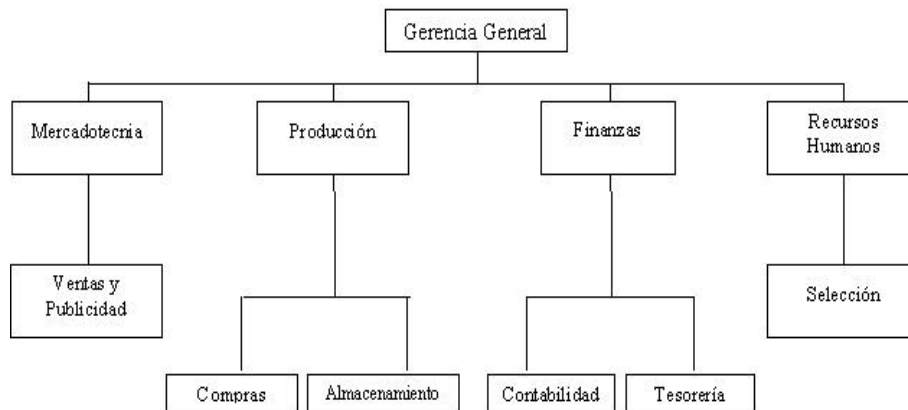 Gerencia General
Mercadotecnia
Producción
Finanzas
Recursos
Humanos
Ventas y
Publicidad
Selección
Compras
Almacenamiento
Contabilidad
Tesorería